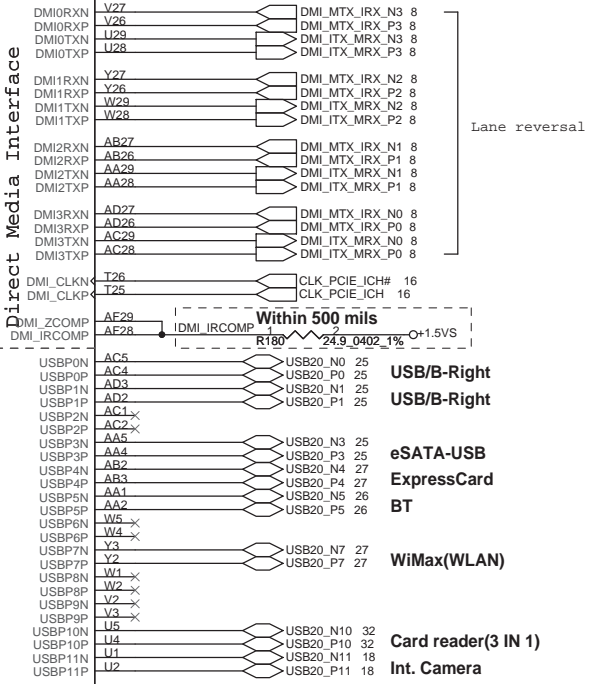 Direct Media Interface
DMI0RXN V27 DMI_MTX_IRX_N3 8
DMI0RXP V26 DMI_MTX_IRX_P3 8
DMI0TXN U29 DMI_ITX_MRX_N3 8
DMI0TXP U28 DMI_ITX_MRX_P3 8
DMI1RXN Y27 DMI_MTX_IRX_N2 8
DMI1RXP Y26 DMI_MTX_IRX_P2 8
DMI1TXN W29 DMI_ITX_MRX_N2 8
DMI1TXP W28 DMI_ITX_MRX_P2 8
Lane reversal
DMI2RXN AB27 DMI_MTX_IRX_N1 8
DMI2RXP AB26 DMI_MTX_IRX_P1 8
DMI2TXN AA29 DMI_ITX_MRX_N1 8
DMI2TXP AA28 DMI_ITX_MRX_P1 8
DMI3RXN AD27 DMI_MTX_IRX_N0 8
DMI3RXP AD26 DMI_MTX_IRX_P0 8
DMI3TXN AC29 DMI_ITX_MRX_N0 8
DMI3TXP AC28 DMI_ITX_MRX_P0 8
DMI_CLKN T26 CLK_PCIE_ICH# 16
DMI_CLKP T25 CLK_PCIE_ICH 16
Within 500 mils
DMI_ZCOMP AF29
DMI_IRCOMP AF28 DMI_IRCOMP 1 2 +1.5VS
R180 24.9_0402_1%
USBP0N AC5 USB20_N0 25
USBP0P AC4 USB20_P0 25 USB/B-Right
USBP1N AD3 USB20_N1 25
USBP1P AD2 USB20_P1 25 USB/B-Right
USBP2N AC1
USBP2P AC2
USBP3N AA5 USB20_N3 25
USBP3P AA4 USB20_P3 25 eSATA-USB
USBP4N AB2 USB20_N4 27
USBP4P AB3 USB20_P4 27 ExpressCard
USBP5N AA1 USB20_N5 26
USBP5P AA2 USB20_P5 26 BT
USBP6N W5
USBP6P W4
USBP7N Y3 USB20_N7 27
USBP7P Y2 USB20_P7 27 WiMax(WLAN)
USBP8N W1
USBP8P W2
USBP9N V2
USBP9P V3
USBP10N U5 USB20_N10 32
USBP10P U4 USB20_P10 32 Card reader(3 IN 1)
USBP11N U1 USB20_N11 18
USBP11P U2 USB20_P11 18 Int. Camera